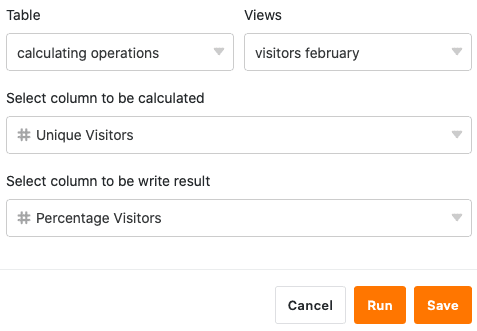 Table Views
calculating operations visitors february
Select column to be calculated
Unique Visitors
Select column to be write result
Percentage Visitors
Cancel Run Save